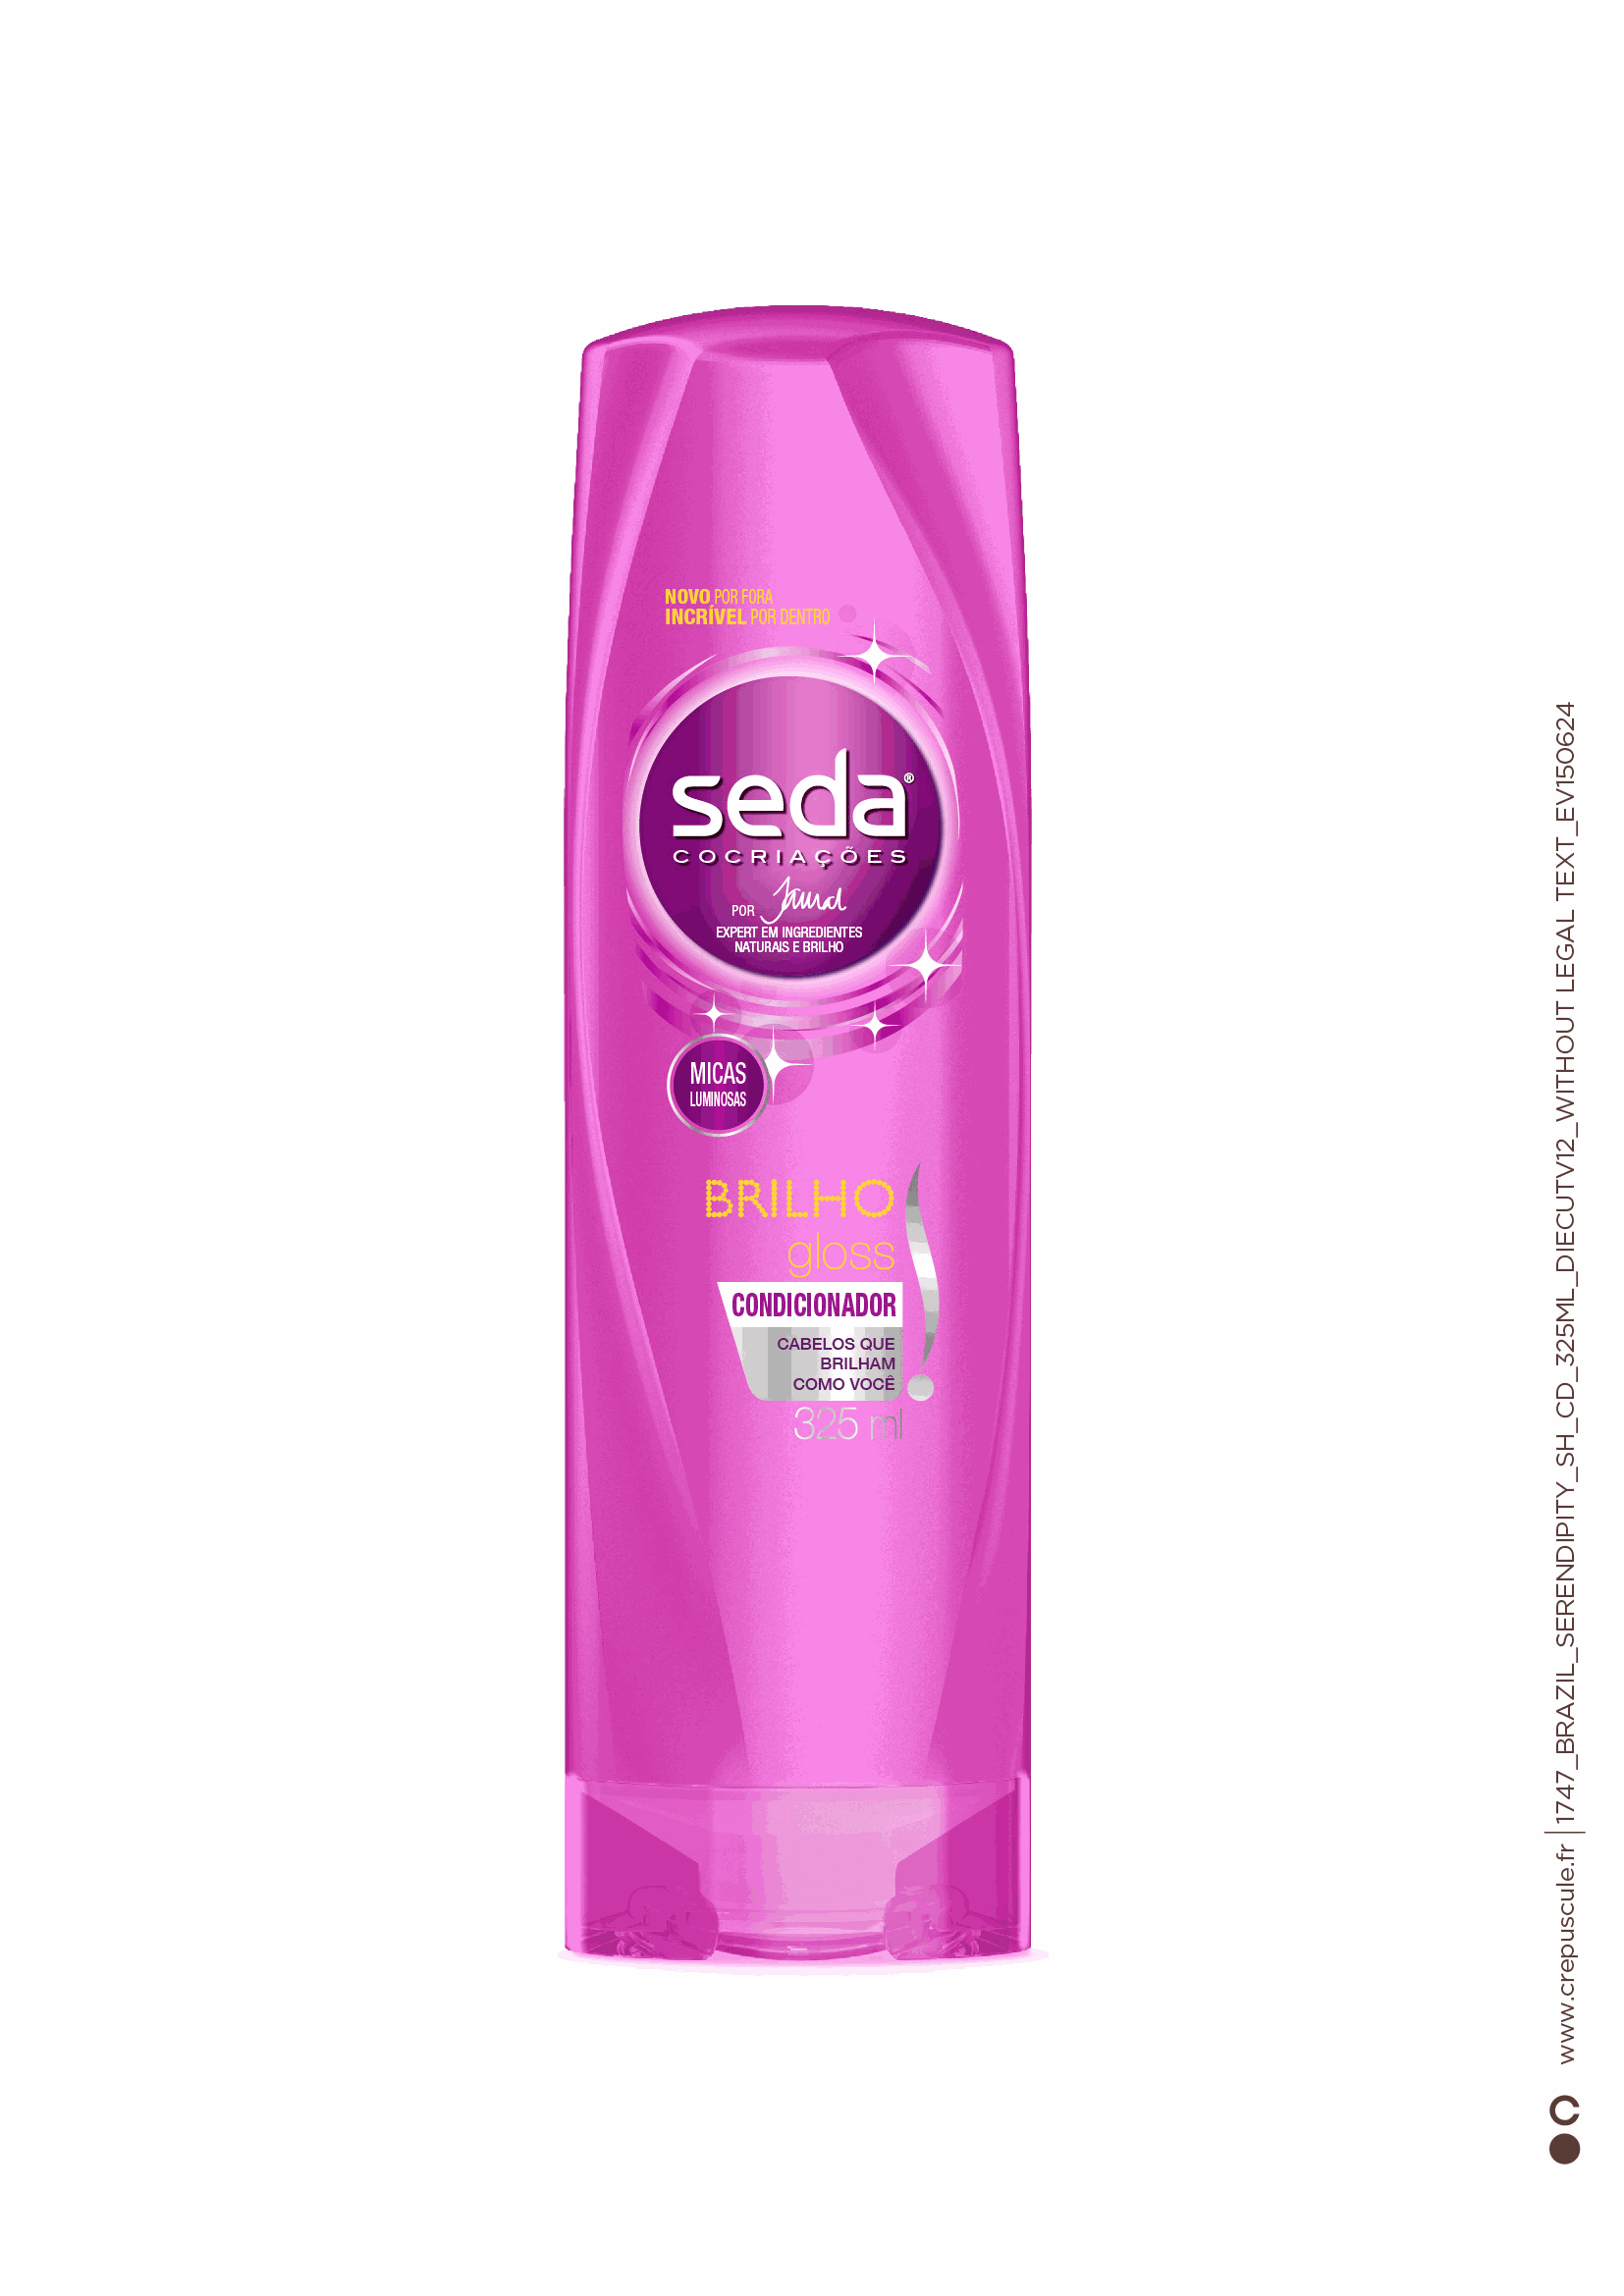 NOVO POR FORA
INCRÍVEL POR DENTRO
seda®
COCRIAÇÕES
POR
EXPERT EM INGREDIENTES
NATURAIS E BRILHO
MICAS
LUMINOSAS
BRILHO
gloss
CONDICIONADOR
CABELOS QUE
BRILHAM
COMO VOCÊ
325 ml
C www.crepuscule.fr | 1747_BRAZIL_SERENDIPITY_SH_CD_325ML_DIECUTV12_WITHOUT LEGAL TEXT_EV150624